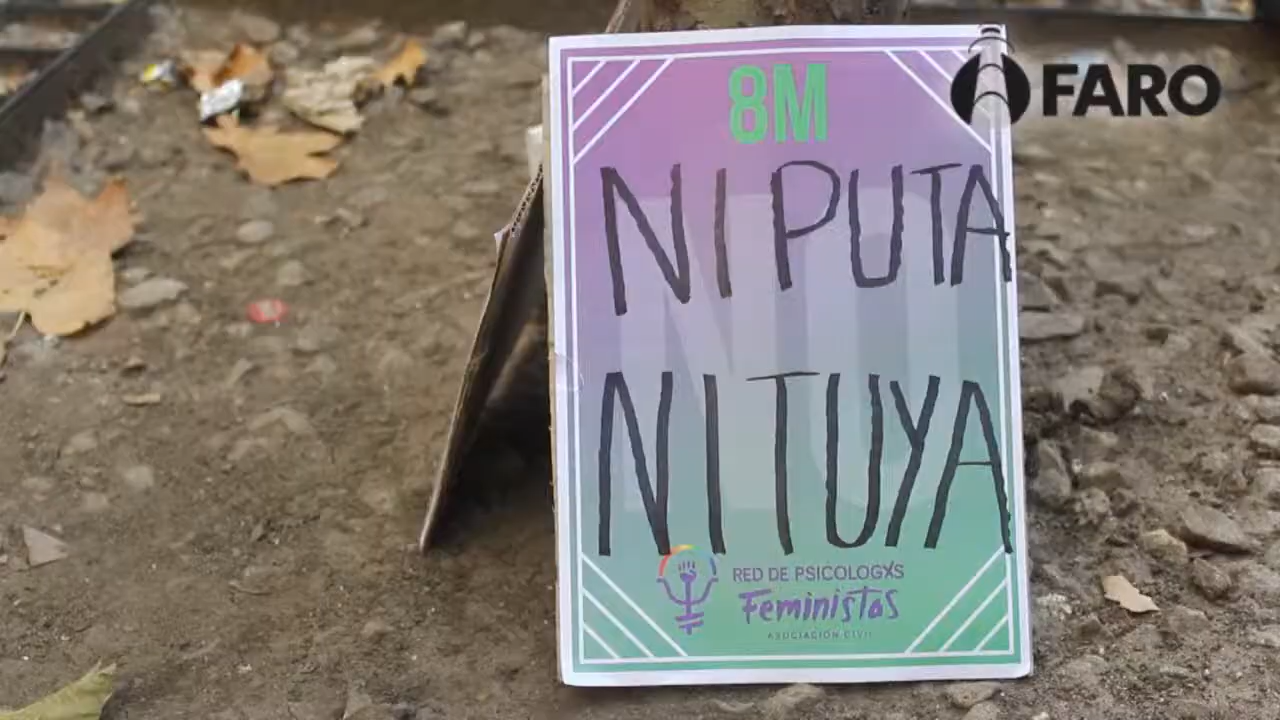 FARO
8M
NI PUTA
NI TUYA
RED DE PSICOLOGXS
Feministas
ASOCIACIÓN CIVIL